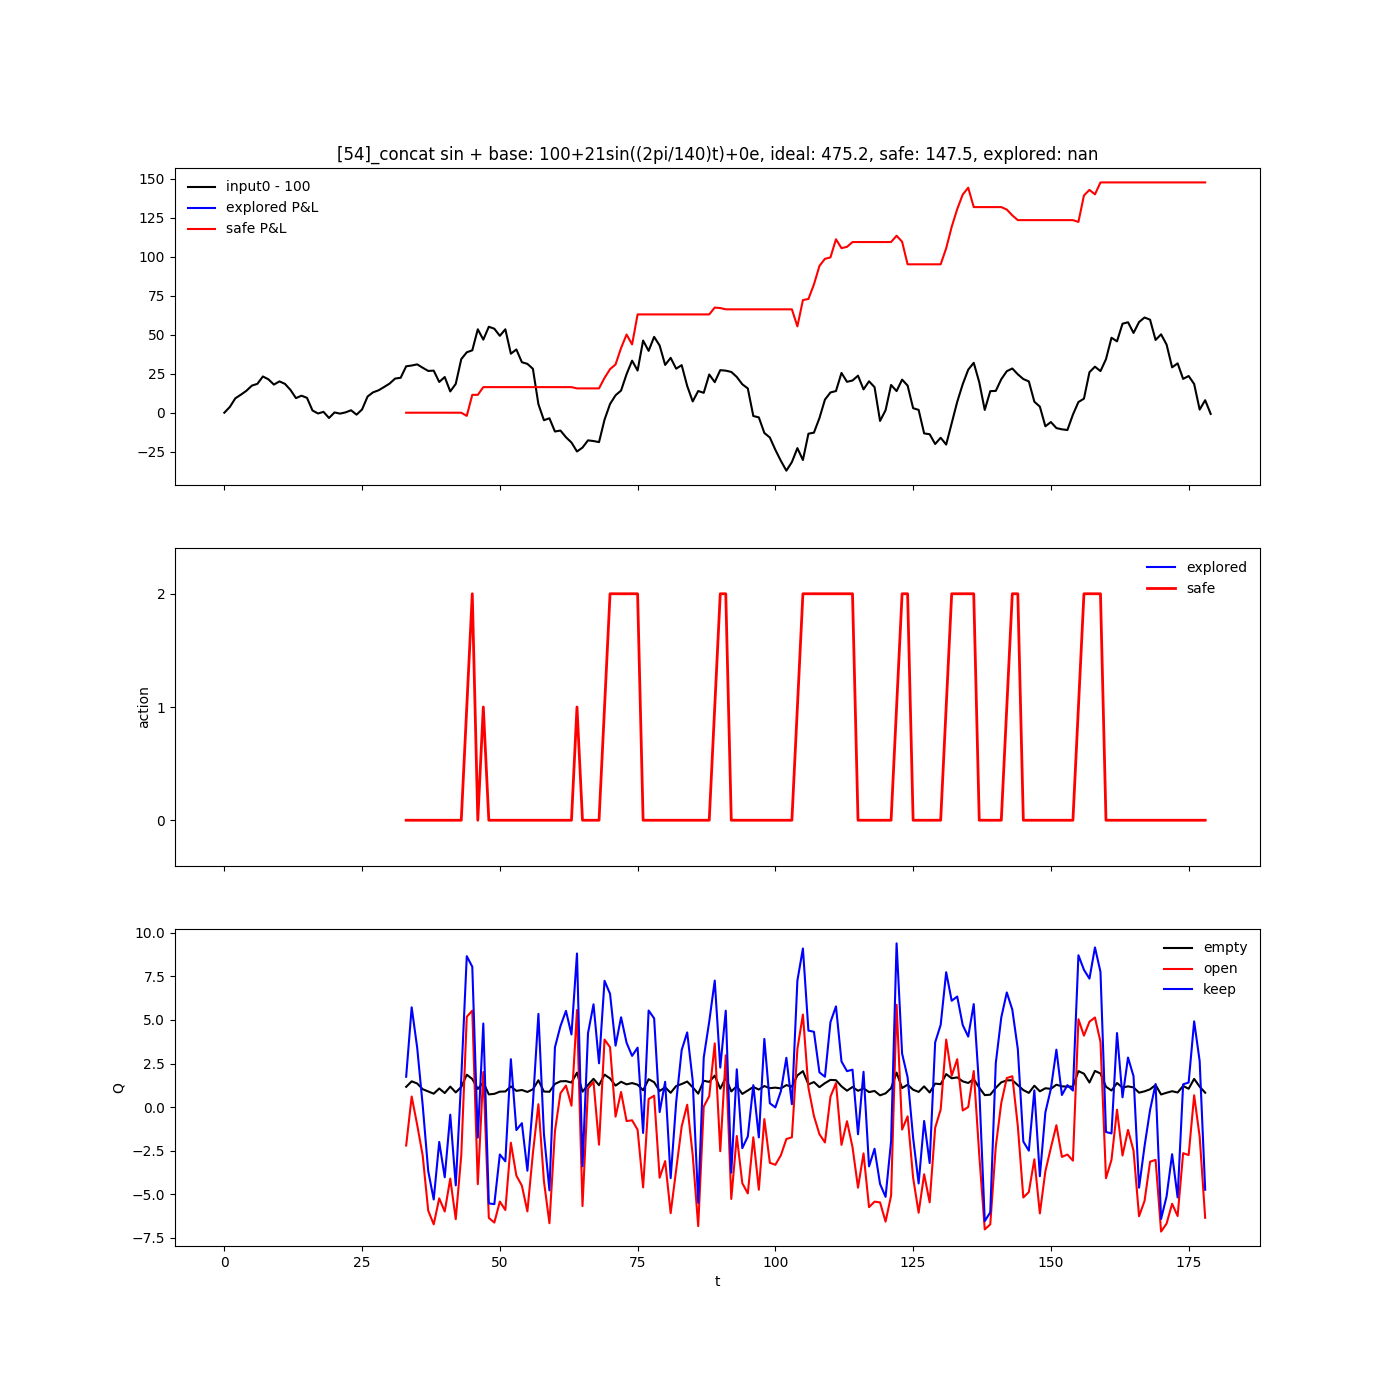 [54]_concat sin + base: 100+21sin((2pi/140)t)+0e, ideal: 475.2, safe: 147.5, explored: nan
150
125
100
75
50
25
0
−25
input0 - 100
explored P&L
safe P&L
2
1
0
action
explored
safe
10.0
7.5
5.0
2.5
0.0
−2.5
−5.0
−7.5
Q
empty
open
keep
0 25 50 75 100 125 150 175
t